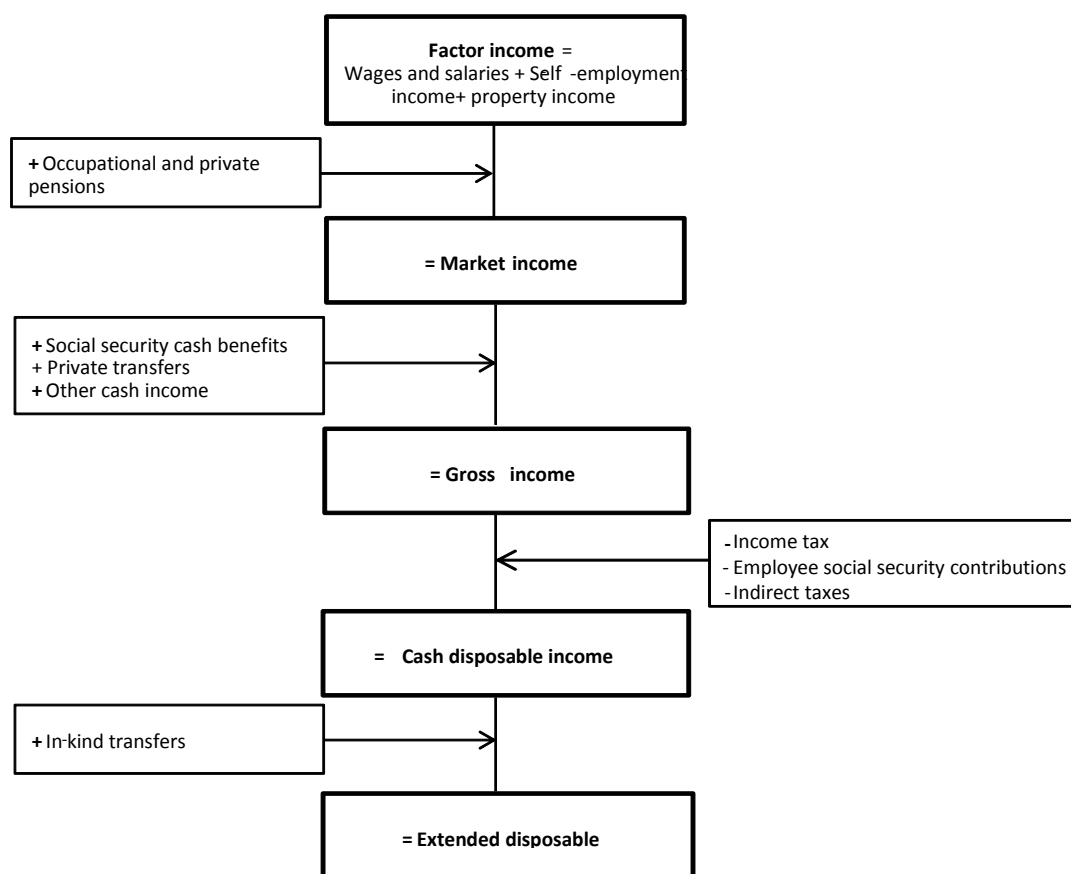 Factor income =
Wages and salaries + Self -employment
income+ property income
+ Occupational and private
pensions
= Market income
+ Social security cash benefits
+ Private transfers
+ Other cash income
= Gross income
- Income tax
- Employee social security contributions
- Indirect taxes
= Cash disposable income
+ In-kind transfers
= Extended disposable